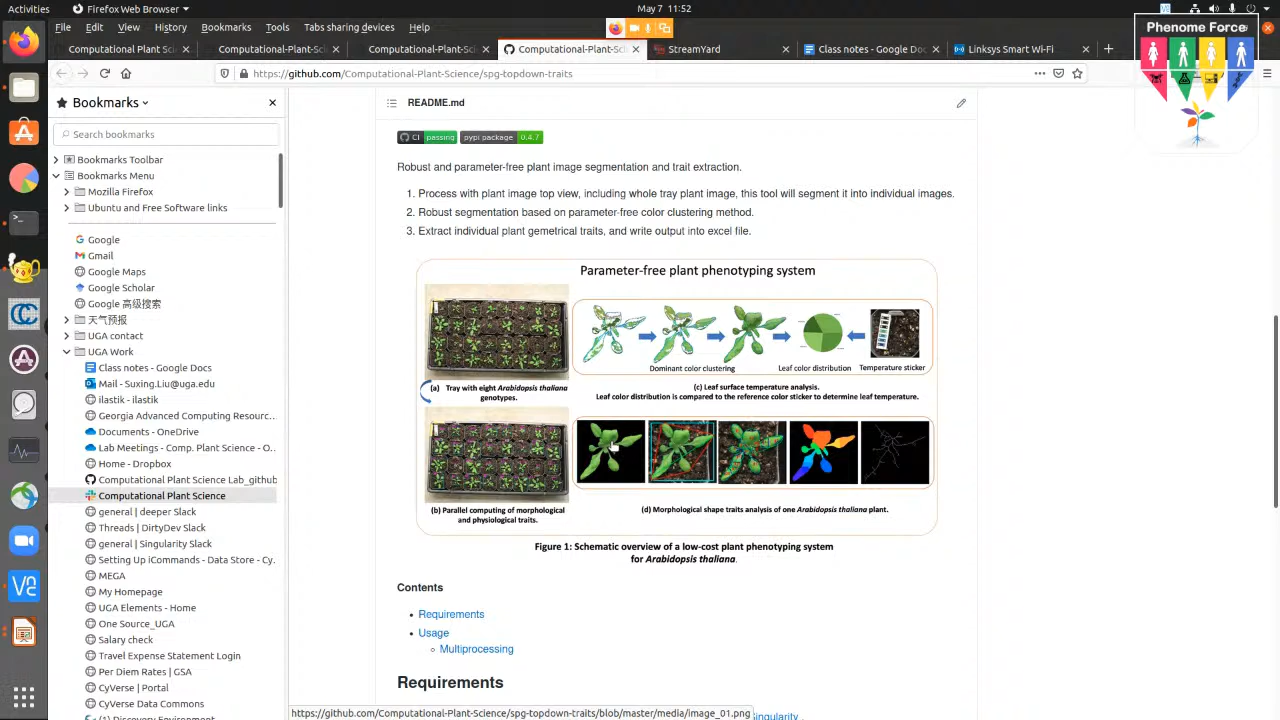 Activities
Firefox Web Browser
May 7 11:52
File Edit View History Bookmarks Tools Sharing devices Window Help
Computational Plant Sci
Computational-Plant-Sci
Computational-Plant-Sci
Computational-Plant-Sci
StreamYard
Class notes - Google Doc
Linksys Smart Wi-Fi
https://github.com/Computational-Plant-Science/spg-topdown-traits
Phenome Force
Bookmarks
Search bookmarks
Bookmarks Toolbar
Bookmarks Menu
Mozilla Firefox
Ubuntu and Free Software links
Google
Gmail
Google Maps
Google Scholar
Google 高级搜索
天气预报
UGA contact
UGA Work
Class notes - Google Docs
Mail - Suxing.Liu@uga.edu
ilastik - ilastik
Georgia Advanced Computing Resourc...
Documents - OneDrive
Lab Meetings - Comp. Plant Science - O...
Home - Dropbox
Computational Plant Science Lab_github
Computational Plant Science
general | deeper Slack
Threads | DirtyDev Slack
general | Singularity Slack
Setting Up iCommands - Data Store - Cy...
MEGA
My Homepage
UGA Elements - Home
One Source_UGA
Salary check
Travel Expense Statement Login
Per Diem Rates | GSA
CyVerse | Portal
CyVerse Data Commons
(1) Discovery Environment
README.md
CI passing pypi package 0.4.7
Robust and parameter-free plant image segmentation and trait extraction.
1. Process with plant image top view, including whole tray plant image, this tool will segment it into individual images.
2. Robust segmentation based on parameter-free color clustering method.
3. Extract individual plant gemetrical traits, and write output into excel file.
Parameter-free plant phenotyping system
Dominant color clustering
Leaf color distribution
Temperature sticker
(a) Tray with eight Arabidopsis thaliana
genotypes.
(c) Leaf surface temperature analysis.
Leaf color distribution is compared to the reference color sticker to determine leaf temperature.
(b) Parallel computing of morphological
and physiological traits.
(d) Morphological shape traits analysis of one Arabidopsis thaliana plant.
Figure 1: Schematic overview of a low-cost plant phenotyping system
for Arabidopsis thaliana.
Contents
Requirements
Usage
Multiprocessing
Requirements
https://github.com/Computational-Plant-Science/spg-topdown-traits/blob/master/media/image_01.png